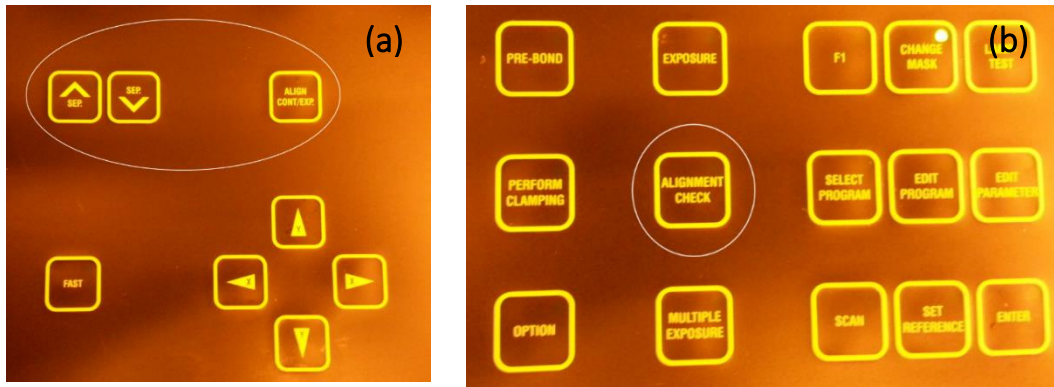 (a)
SEP.
SEP.
ALIGN
CONT/EXP.
Y
FAST
X
X
Y
(b)
PRE-BOND
EXPOSURE
F1
CHANGE
MASK
TEST
PERFORM
CLAMPING
ALIGNMENT
CHECK
SELECT
PROGRAM
EDIT
PROGRAM
EDIT
PARAMETER
OPTION
MULTIPLE
EXPOSURE
SCAN
SET
REFERENCE
ENTER